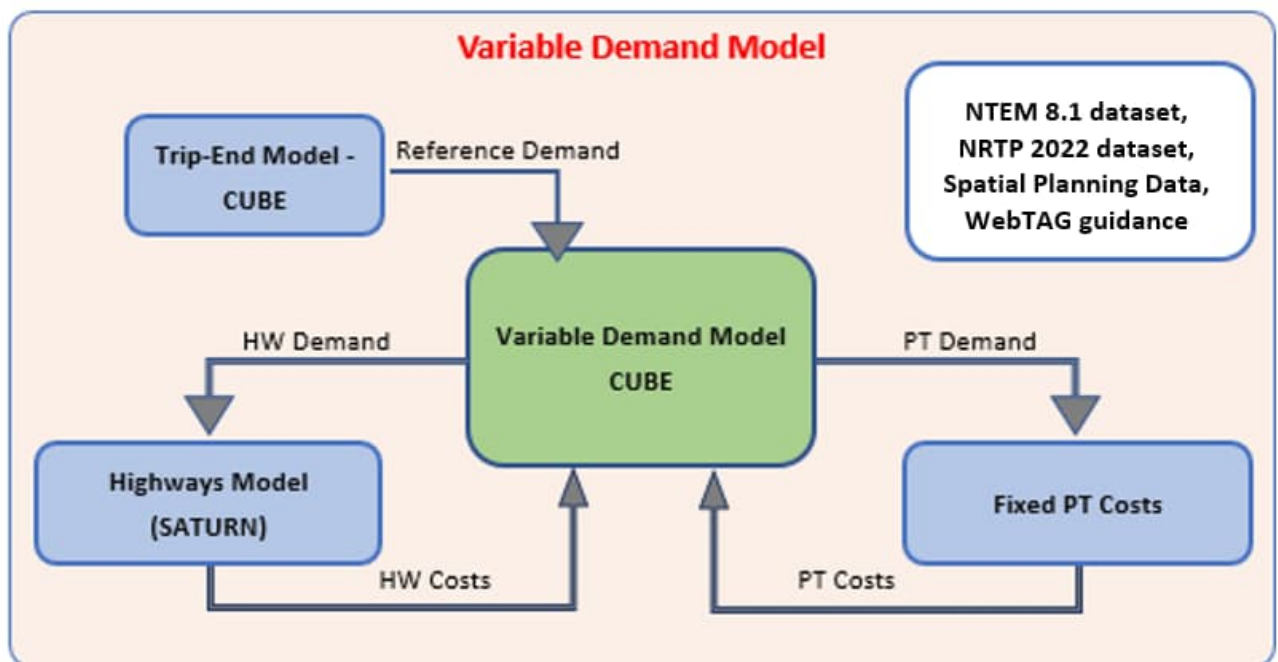 Variable Demand Model
NTEM 8.1 dataset,
NRTP 2022 dataset,
Spatial Planning Data,
WebTAG guidance
Trip-End Model -
CUBE
Reference Demand
Variable Demand Model
CUBE
HW Demand
PT Demand
Highways Model
(SATURN)
Fixed PT Costs
HW Costs
PT Costs